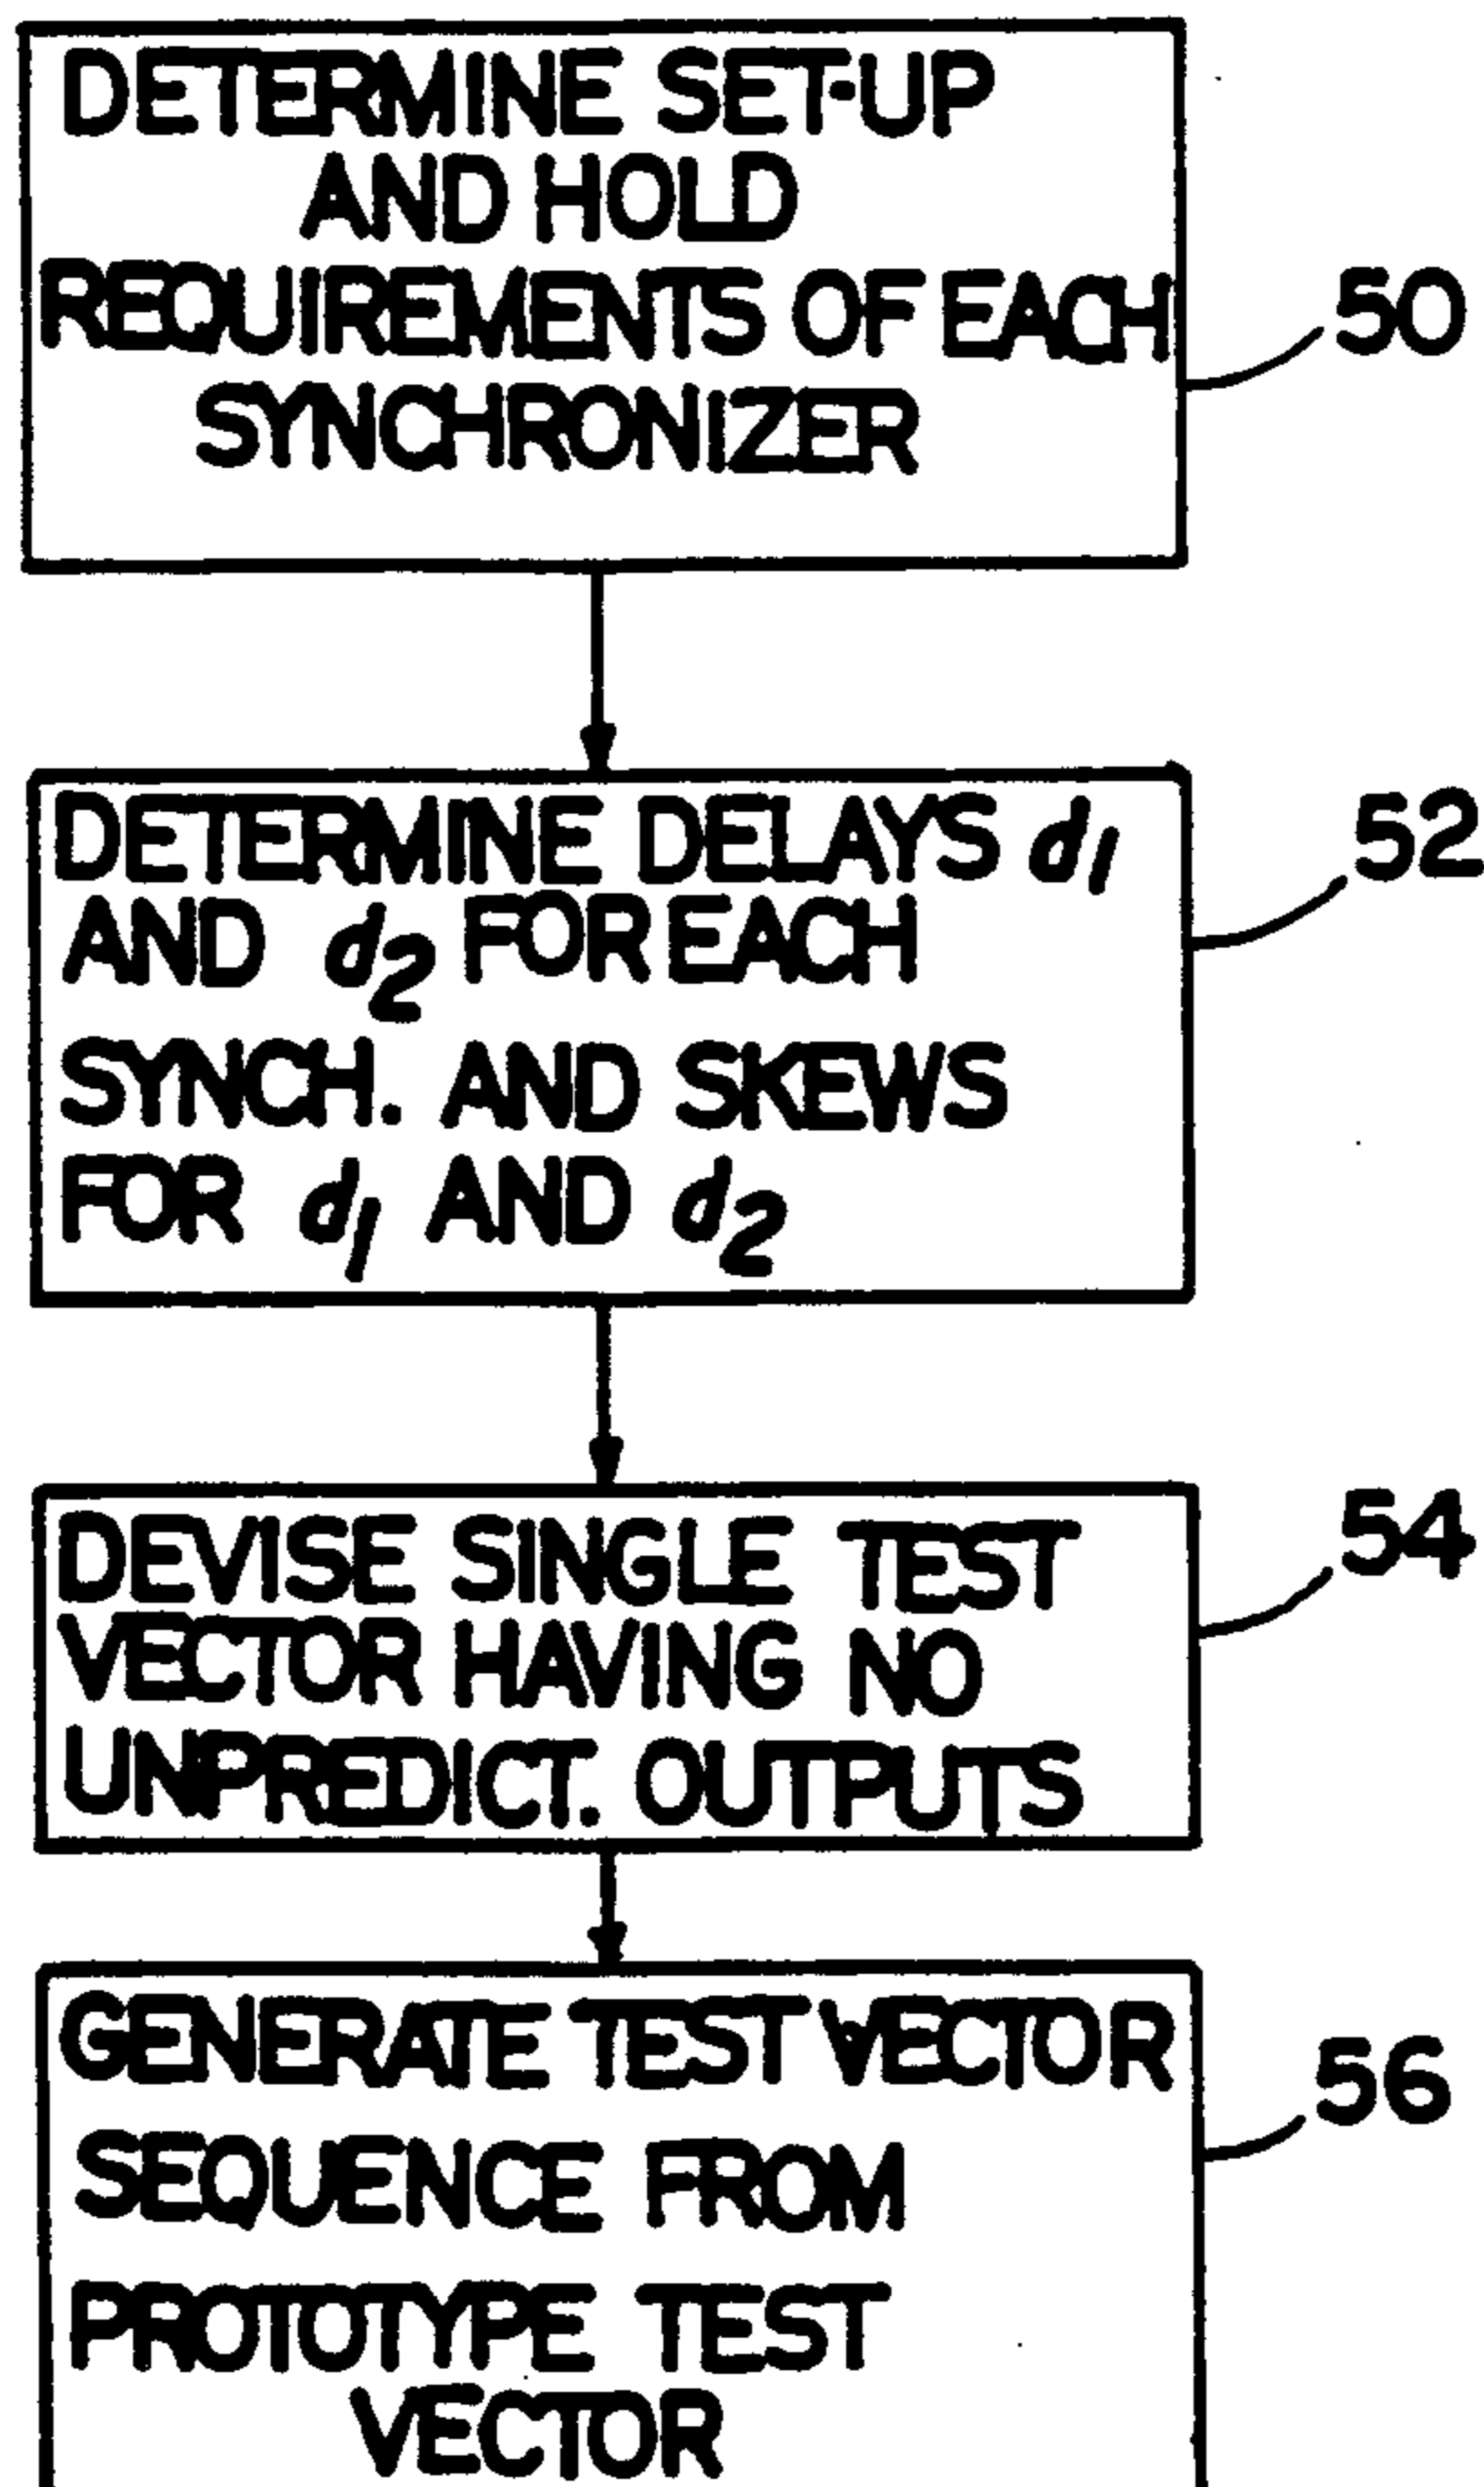 DETERMINE SET-UP
AND HOLD
REQUIREMENTS OF EACH
SYNCHRONIZER
50
DETERMINE DELAYS d1
AND d2 FOR EACH
SYNCH. AND SKEWS
FOR d1 AND d2
52
DEVISE SINGLE TEST
VECTOR HAVING NO
UNPREDICT. OUTPUTS
54
GENERATE TEST VECTOR
SEQUENCE FROM
PROTOTYPE TEST
VECTOR
56